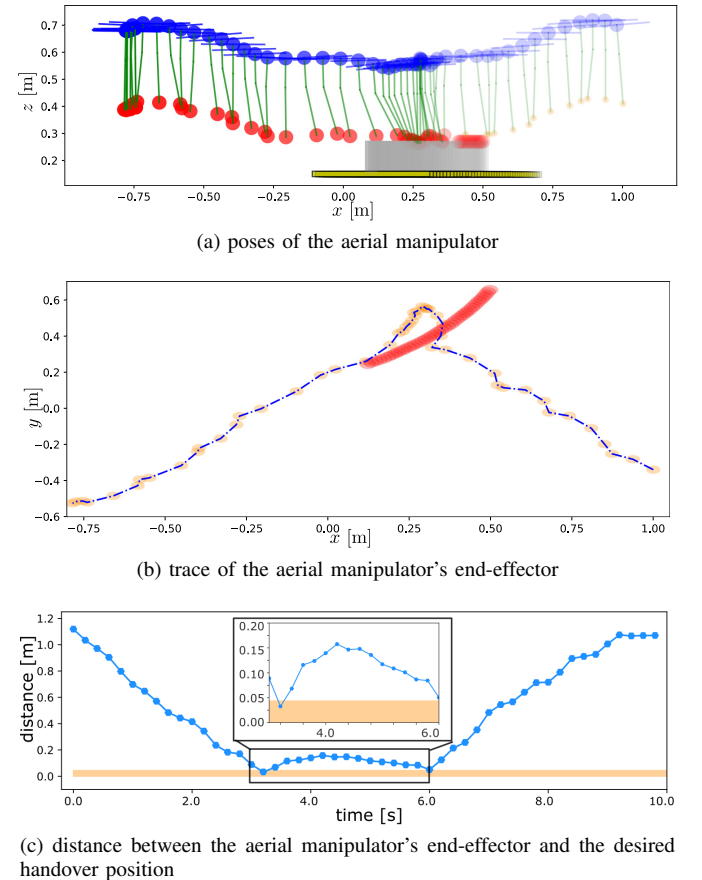 0.7
0.6
0.5
0.4
0.3
0.2
z [m]
−0.75 −0.50 −0.25 0.00 0.25 0.50 0.75 1.00
x [m]
(a) poses of the aerial manipulator
0.6
0.4
0.2
0.0
−0.2
−0.4
−0.6
y [m]
−0.75 −0.50 −0.25 0.00 0.25 0.50 0.75 1.00
x [m]
(b) trace of the aerial manipulator's end-effector
1.2
1.0
0.8
0.6
0.4
0.2
0.0
distance [m]
0.20
0.15
0.10
0.05
0.00
4.0 6.0
0.0 2.0 4.0 6.0 8.0 10.0
time [s]
(c) distance between the aerial manipulator's end-effector and the desired
handover position